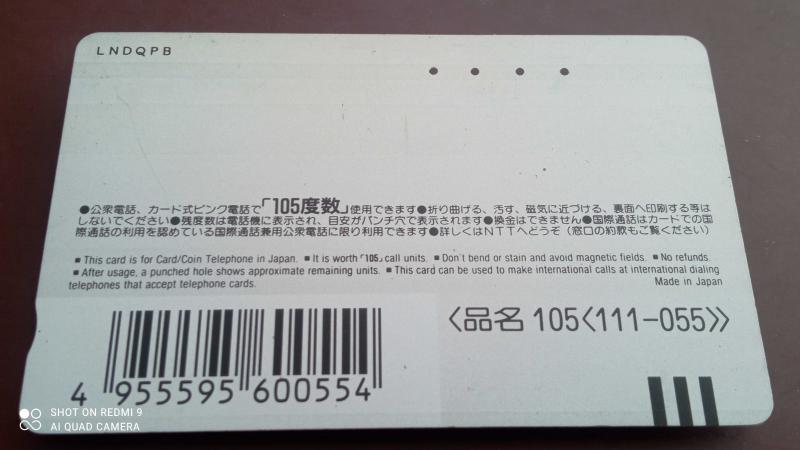 LNDQPB
●公衆電話、カード式ピンク電話で「105度数」使用できます●折り曲げる、汚す、磁気に近づける、裏面へ印刷する等は
しないでください●残度数は電話機に表示され、目安がパンチ穴で表示されます●換金はできません●国際通話はカードでの国
際通話の利用を認めている国際通話兼用公衆電話に限り利用できます●詳しくはNTTへどうぞ(窓口の約款もご覧ください)
■ This card is for Card/Coin Telephone in Japan. ■ It is worth「105」call units. ■ Don't bend or stain and avoid magnetic fields. ■ No refunds.
■ After usage, a punched hole shows approximate remaining units. ■ This card can be used to make international calls at international dialing
telephones that accept telephone cards. Made in Japan
〈品名 105〈111-055〉〉
4 955595 600554
SHOT ON REDMI 9
AI QUAD CAMERA